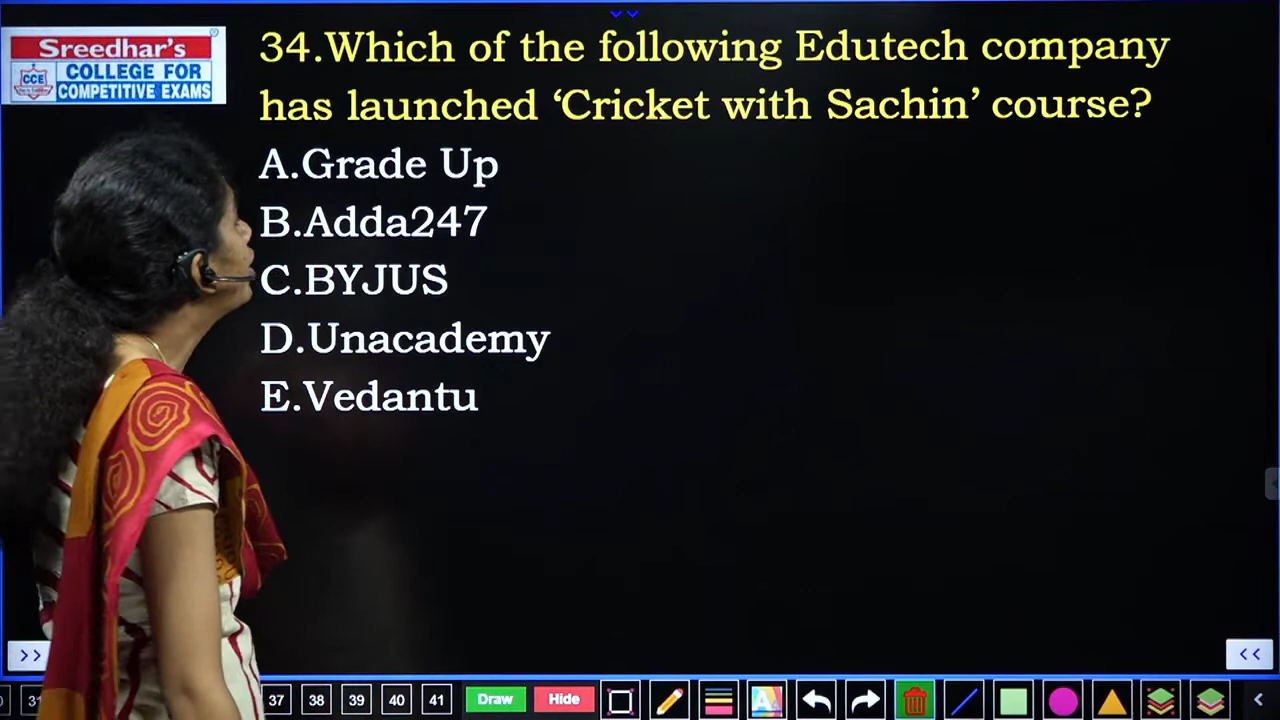 Sreedhar's
CCE
COLLEGE FOR
COMPETITIVE EXAMS
34.Which of the following Edutech company
has launched ‘Cricket with Sachin’ course?
A.Grade Up
B.Adda247
C.BYJUS
D.Unacademy
E.Vedantu
>>
<<
37 38 39 40 41 Draw Hide